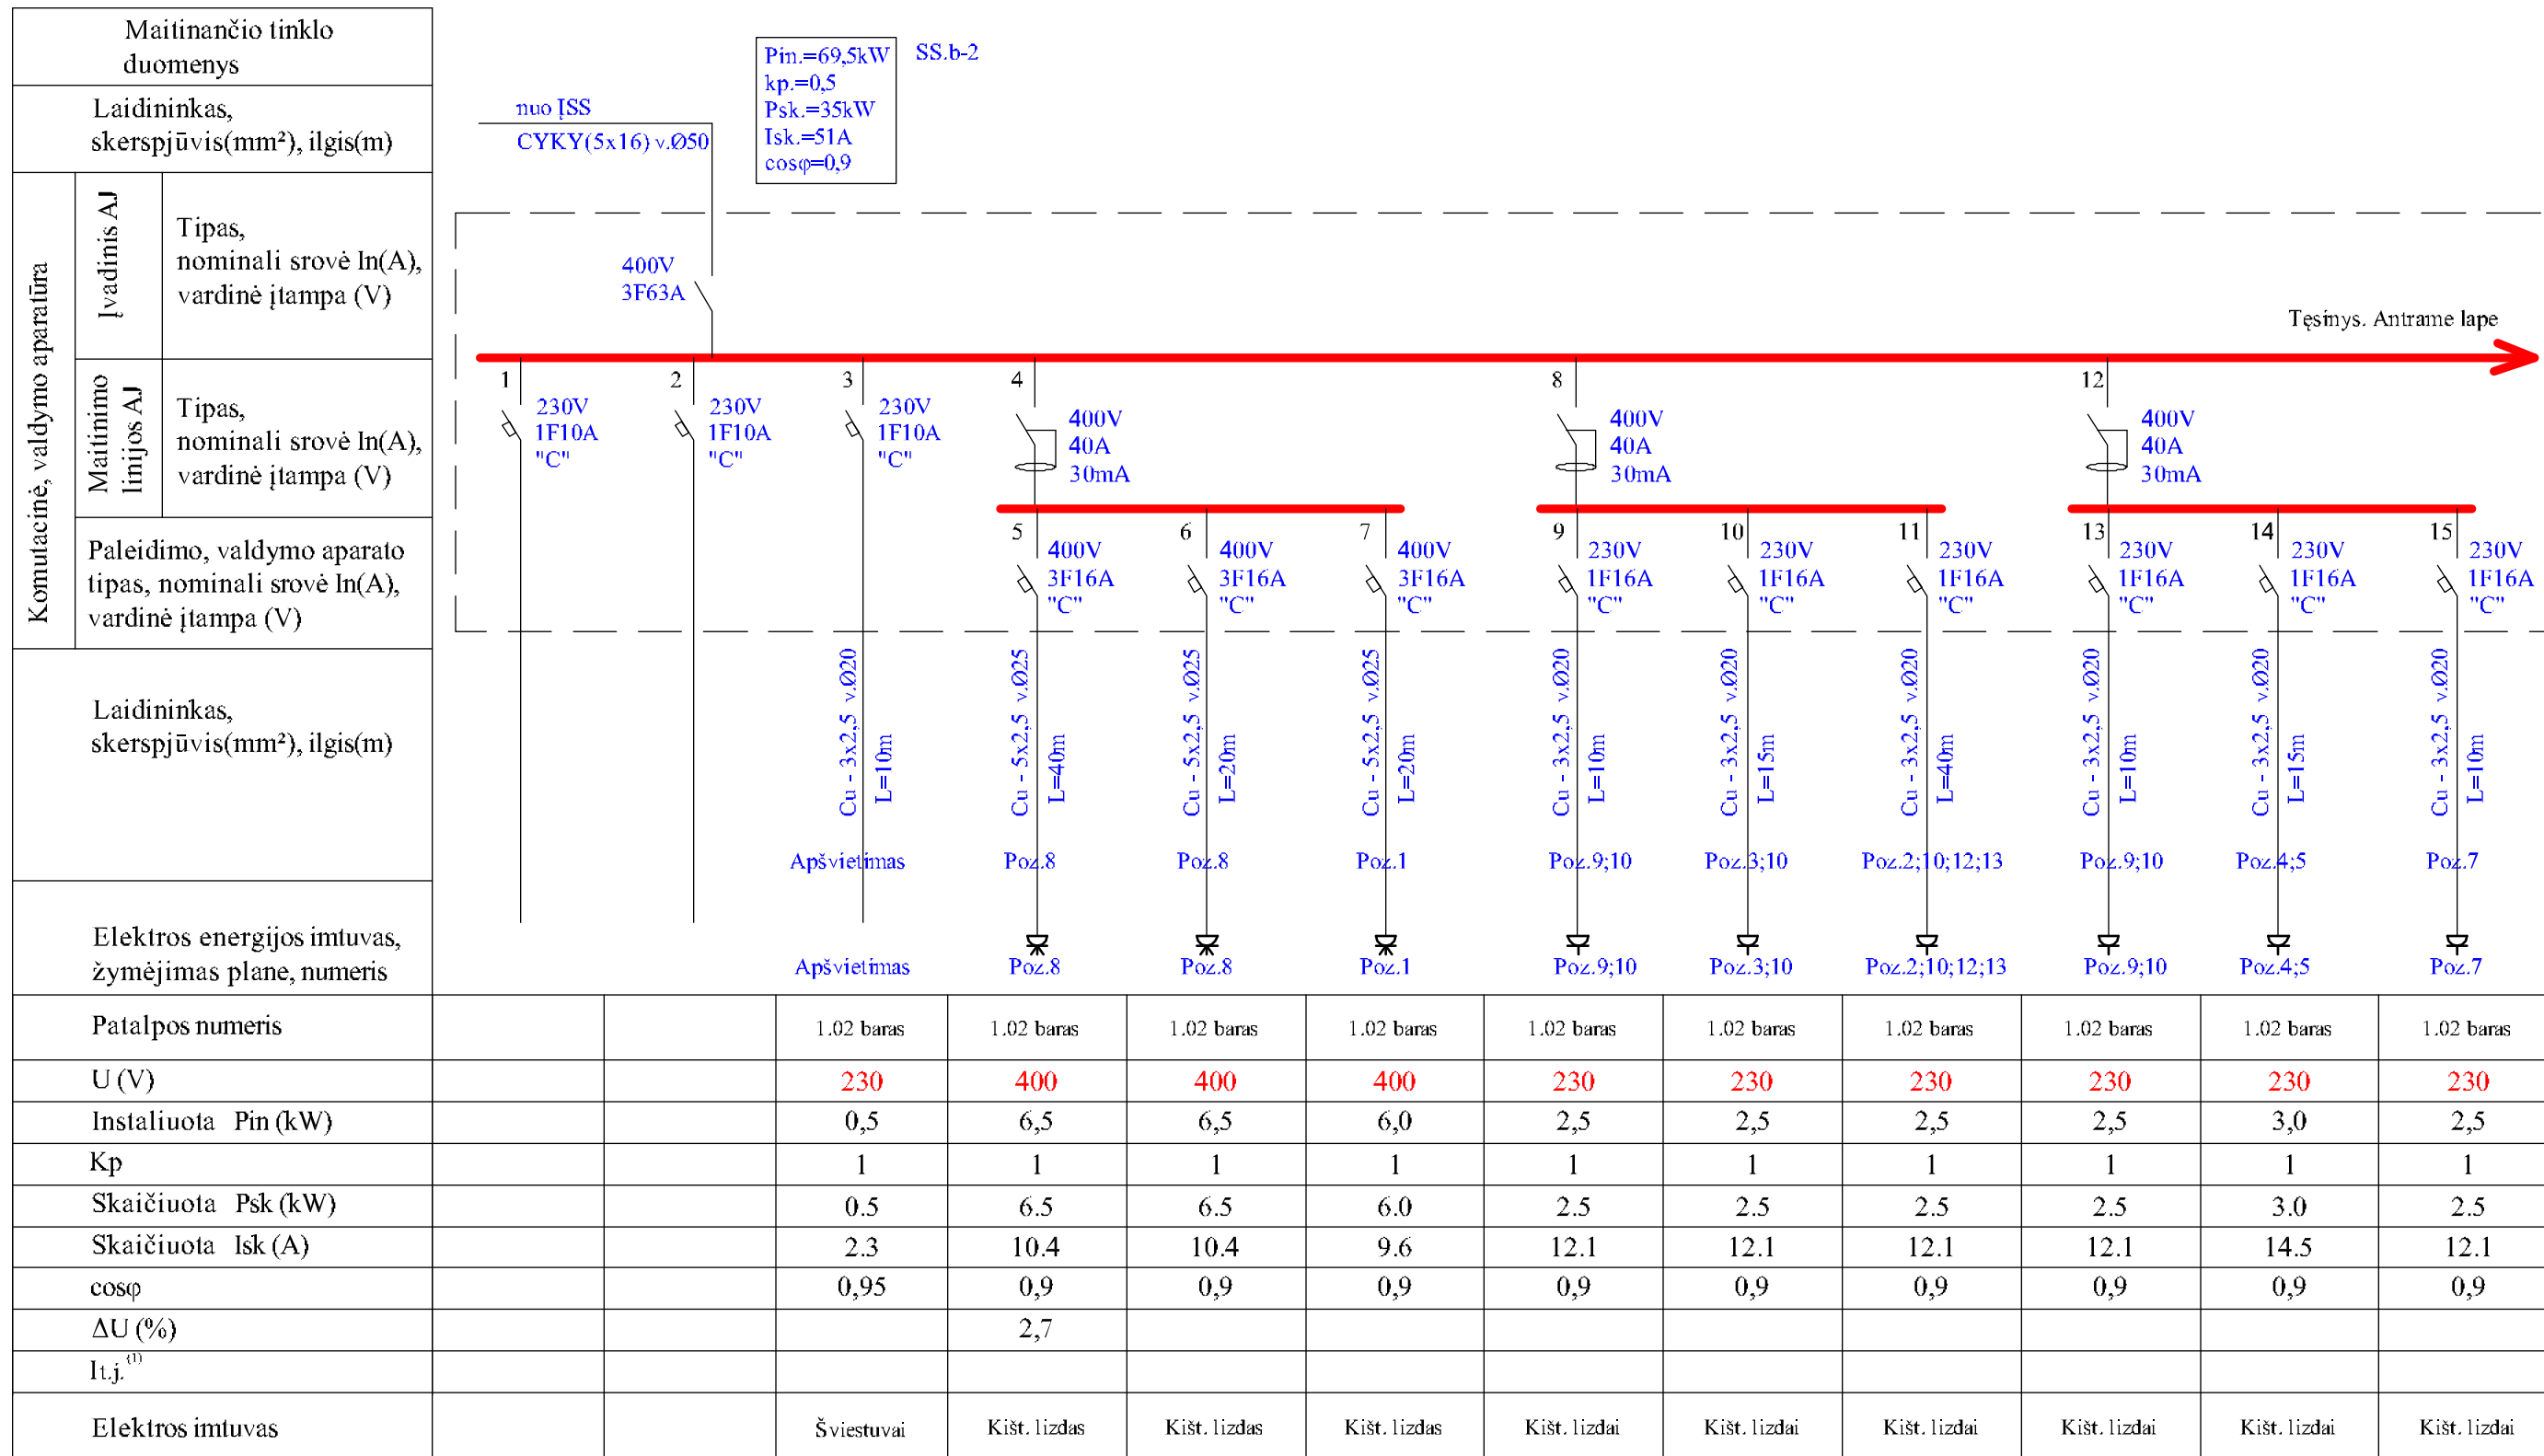 Maitinančio tinklo
duomenys
Laidininkas,
skerspjūvis(mm²), ilgis(m)
nuo ĮSS
CYKY(5x16) v.Ø50
Pin.=69,5kW
kp.=0,5
Psk.=35kW
Isk.=51A
cosφ=0,9
SS.b-2
Komutacinė, valdymo aparatūra
Įvadinis AJ
Tipas,
nominali srovė In(A),
vardinė įtampa (V)
400V
3F63A
Tęsinys. Antrame lape
Maitinimo
linijos AJ
Tipas,
nominali srovė In(A),
vardinė įtampa (V)
1
230V
1F10A
"C"
2
230V
1F10A
"C"
3
230V
1F10A
"C"
4
400V
40A
30mA
8
400V
40A
30mA
12
400V
40A
30mA
Paleidimo, valdymo aparato
tipas, nominali srovė In(A),
vardinė įtampa (V)
5
400V
3F16A
"C"
6
400V
3F16A
"C"
7
400V
3F16A
"C"
9
230V
1F16A
"C"
10
230V
1F16A
"C"
11
230V
1F16A
"C"
13
230V
1F16A
"C"
14
230V
1F16A
"C"
15
230V
1F16A
"C"
Laidininkas,
skerspjūvis(mm²), ilgis(m)
Cu - 3x2,5 v.Ø20
L=10m
Cu - 5x2,5 v.Ø25
L=40m
Cu - 5x2,5 v.Ø25
L=20m
Cu - 5x2,5 v.Ø25
L=20m
Cu - 3x2,5 v.Ø20
L=10m
Cu - 3x2,5 v.Ø20
L=15m
Cu - 3x2,5 v.Ø20
L=40m
Cu - 3x2,5 v.Ø20
L=10m
Cu - 3x2,5 v.Ø20
L=15m
Cu - 3x2,5 v.Ø20
L=10m
Apšvietimas Poz.8 Poz.8 Poz.1 Poz.9;10 Poz.3;10 Poz.2;10;12;13 Poz.9;10 Poz.4;5 Poz.7
Elektros energijos imtuvas,
žymėjimas plane, numeris
Apšvietimas Poz.8 Poz.8 Poz.1 Poz.9;10 Poz.3;10 Poz.2;10;12;13 Poz.9;10 Poz.4;5 Poz.7
Patalpos numeris 1.02 baras 1.02 baras 1.02 baras 1.02 baras 1.02 baras 1.02 baras 1.02 baras 1.02 baras 1.02 baras 1.02 baras
U (V) 230 400 400 400 230 230 230 230 230 230
Instaliuota Pin (kW) 0,5 6,5 6,5 6,0 2,5 2,5 2,5 2,5 3,0 2,5
Kp 1 1 1 1 1 1 1 1 1 1
Skaičiuota Psk (kW) 0.5 6.5 6.5 6.0 2.5 2.5 2.5 2.5 3.0 2.5
Skaičiuota Isk (A) 2.3 10.4 10.4 9.6 12.1 12.1 12.1 12.1 14.5 12.1
cosφ 0,95 0,9 0,9 0,9 0,9 0,9 0,9 0,9 0,9 0,9
ΔU (%) 2,7
It.j.⁽¹⁾
Elektros imtuvas Šviestuvai Kišt. lizdas Kišt. lizdas Kišt. lizdas Kišt. lizdai Kišt. lizdai Kišt. lizdai Kišt. lizdai Kišt. lizdai Kišt. lizdai